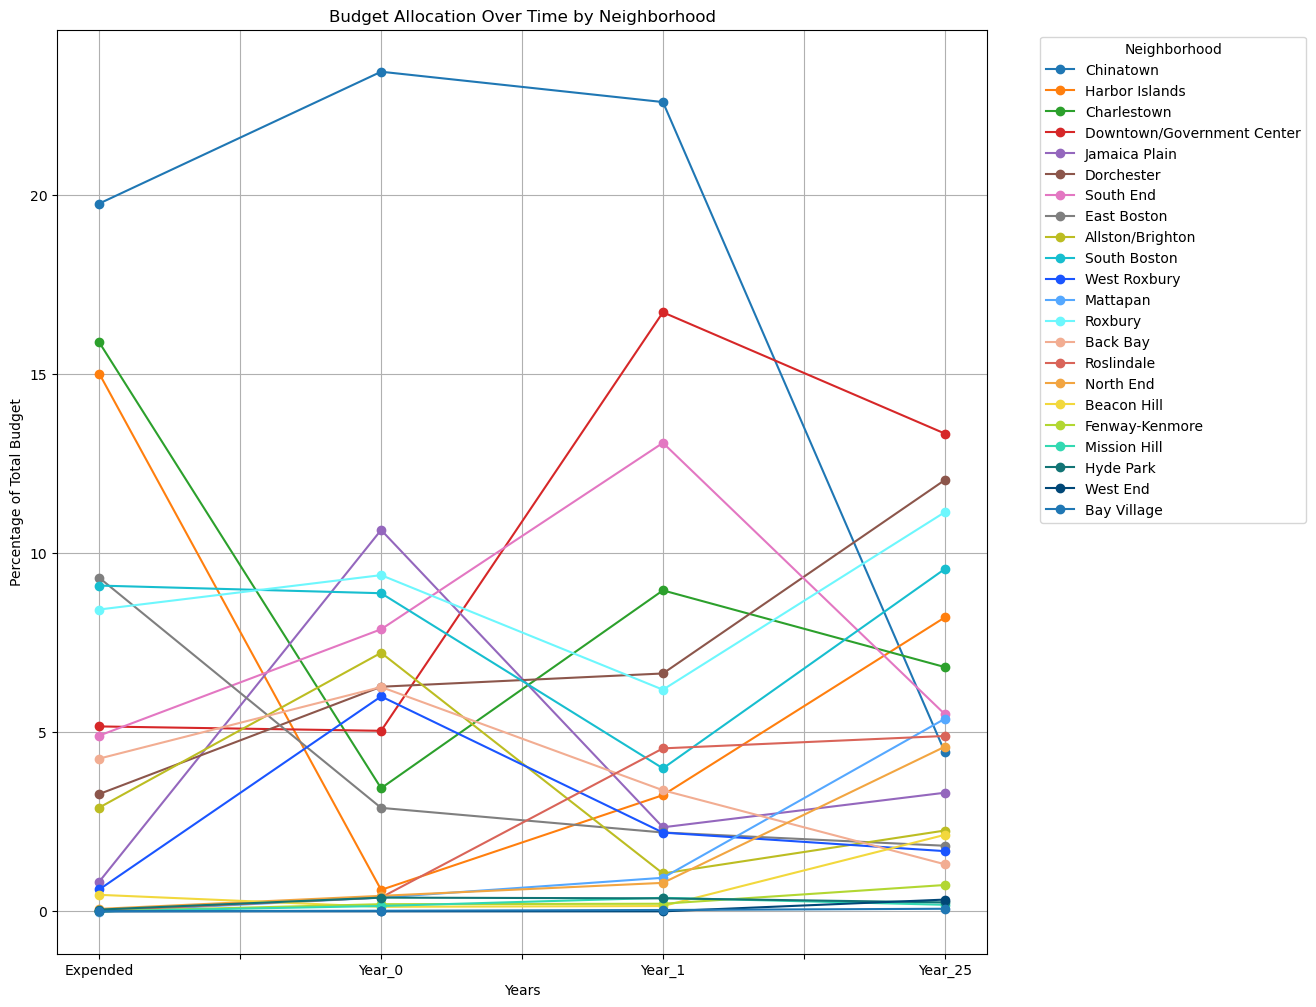 Budget Allocation Over Time by Neighborhood
Percentage of Total Budget
20
15
10
5
0
Expended Year_0 Year_1 Year_25
Years
Neighborhood
Chinatown
Harbor Islands
Charlestown
Downtown/Government Center
Jamaica Plain
Dorchester
South End
East Boston
Allston/Brighton
South Boston
West Roxbury
Mattapan
Roxbury
Back Bay
Roslindale
North End
Beacon Hill
Fenway-Kenmore
Mission Hill
Hyde Park
West End
Bay Village